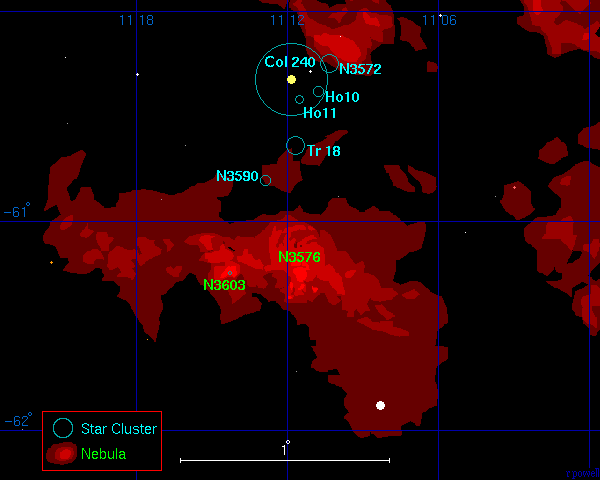 11 18
11 12
11 06
Col 240
N3572
Ho10
Ho11
Tr 18
N3590
-61°
N3576
N3603
-62°
Star Cluster
Nebula
1°